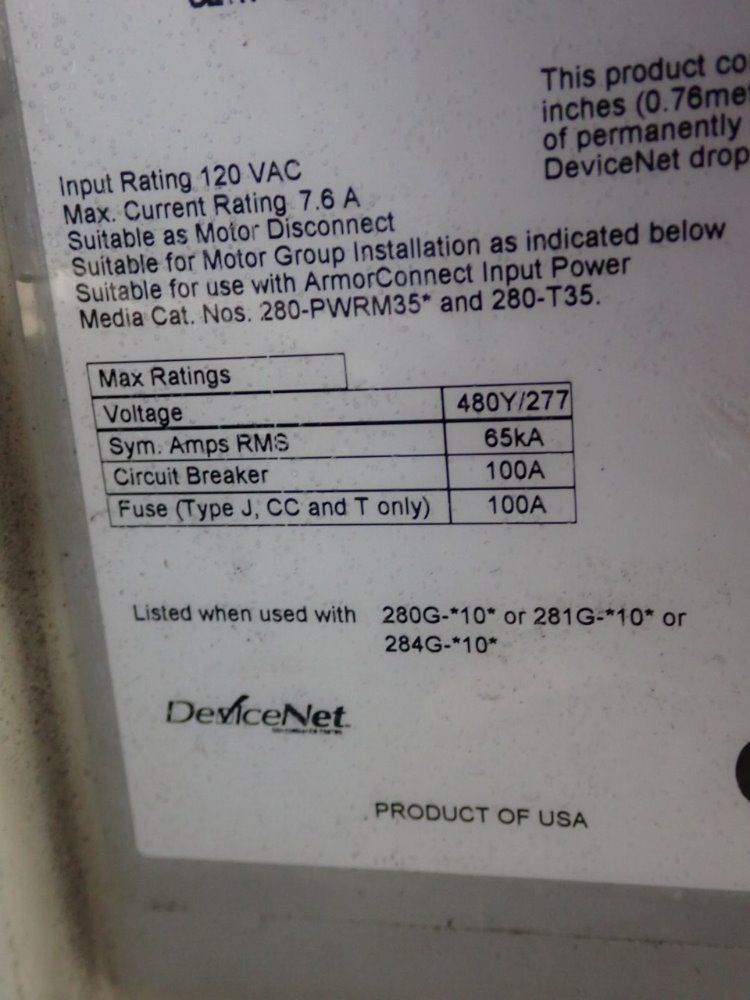 This product co
inches (0.76me
of permanently
DeviceNet drop
Input Rating 120 VAC
Max. Current Rating 7.6 A
Suitable as Motor Disconnect
Suitable for Motor Group Installation as indicated below
Suitable for use with ArmorConnect Input Power
Media Cat. Nos. 280-PWRM35* and 280-T35.
Max Ratings
Voltage 480Y/277
Sym. Amps RMS 65kA
Circuit Breaker 100A
Fuse (Type J, CC and T only) 100A
Listed when used with 280G-*10* or 281G-*10* or
284G-*10*
DeviceNet
PRODUCT OF USA